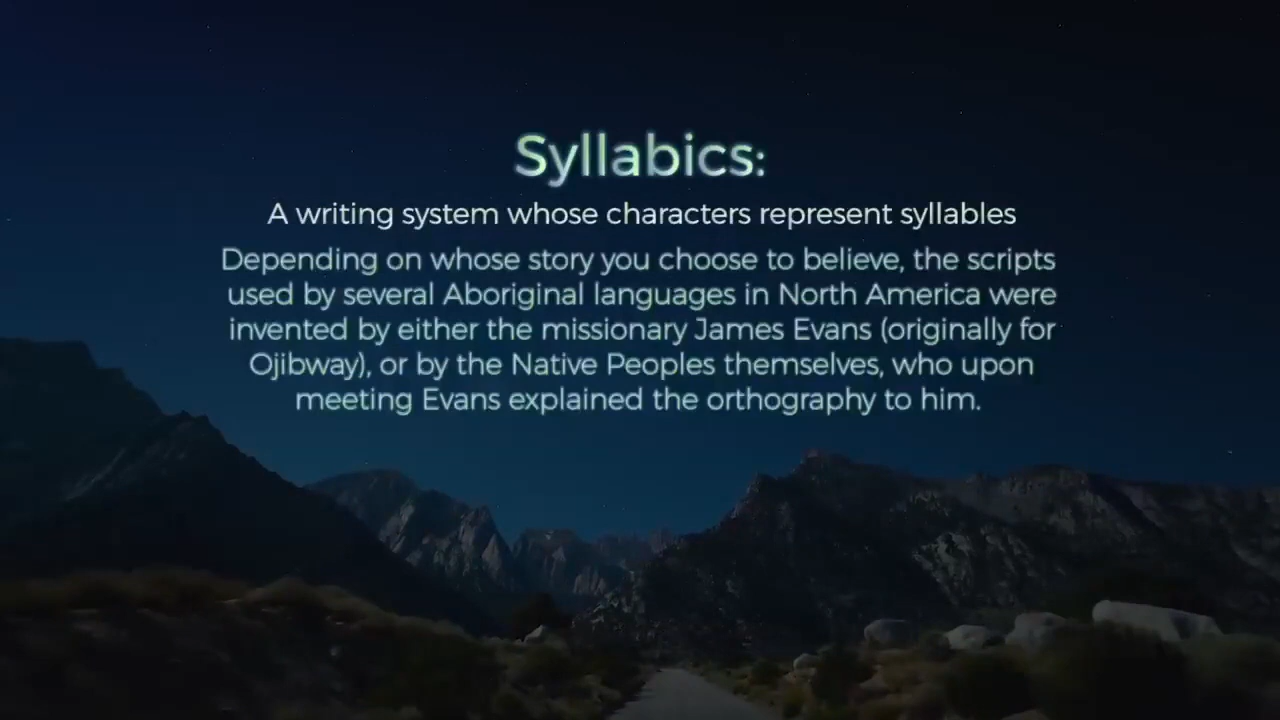 Syllabics:
A writing system whose characters represent syllables
Depending on whose story you choose to believe, the scripts
used by several Aboriginal languages in North America were
invented by either the missionary James Evans (originally for
Ojibway), or by the Native Peoples themselves, who upon
meeting Evans explained the orthography to him.